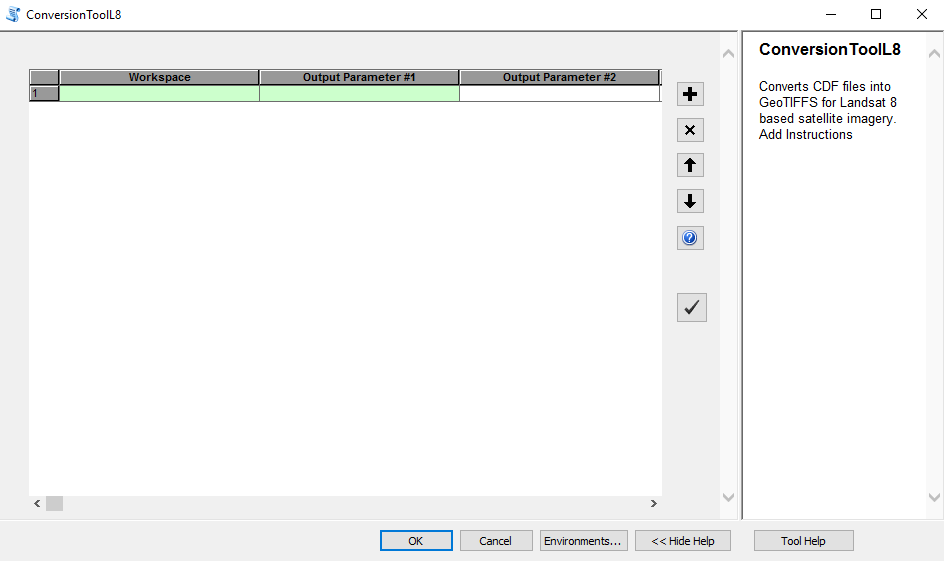 ConversionToolL8
Workspace Output Parameter #1 Output Parameter #2
1
ConversionToolL8
Converts CDF files into
GeoTIFFS for Landsat 8
based satellite imagery.
Add Instructions
OK Cancel Environments... << Hide Help Tool Help